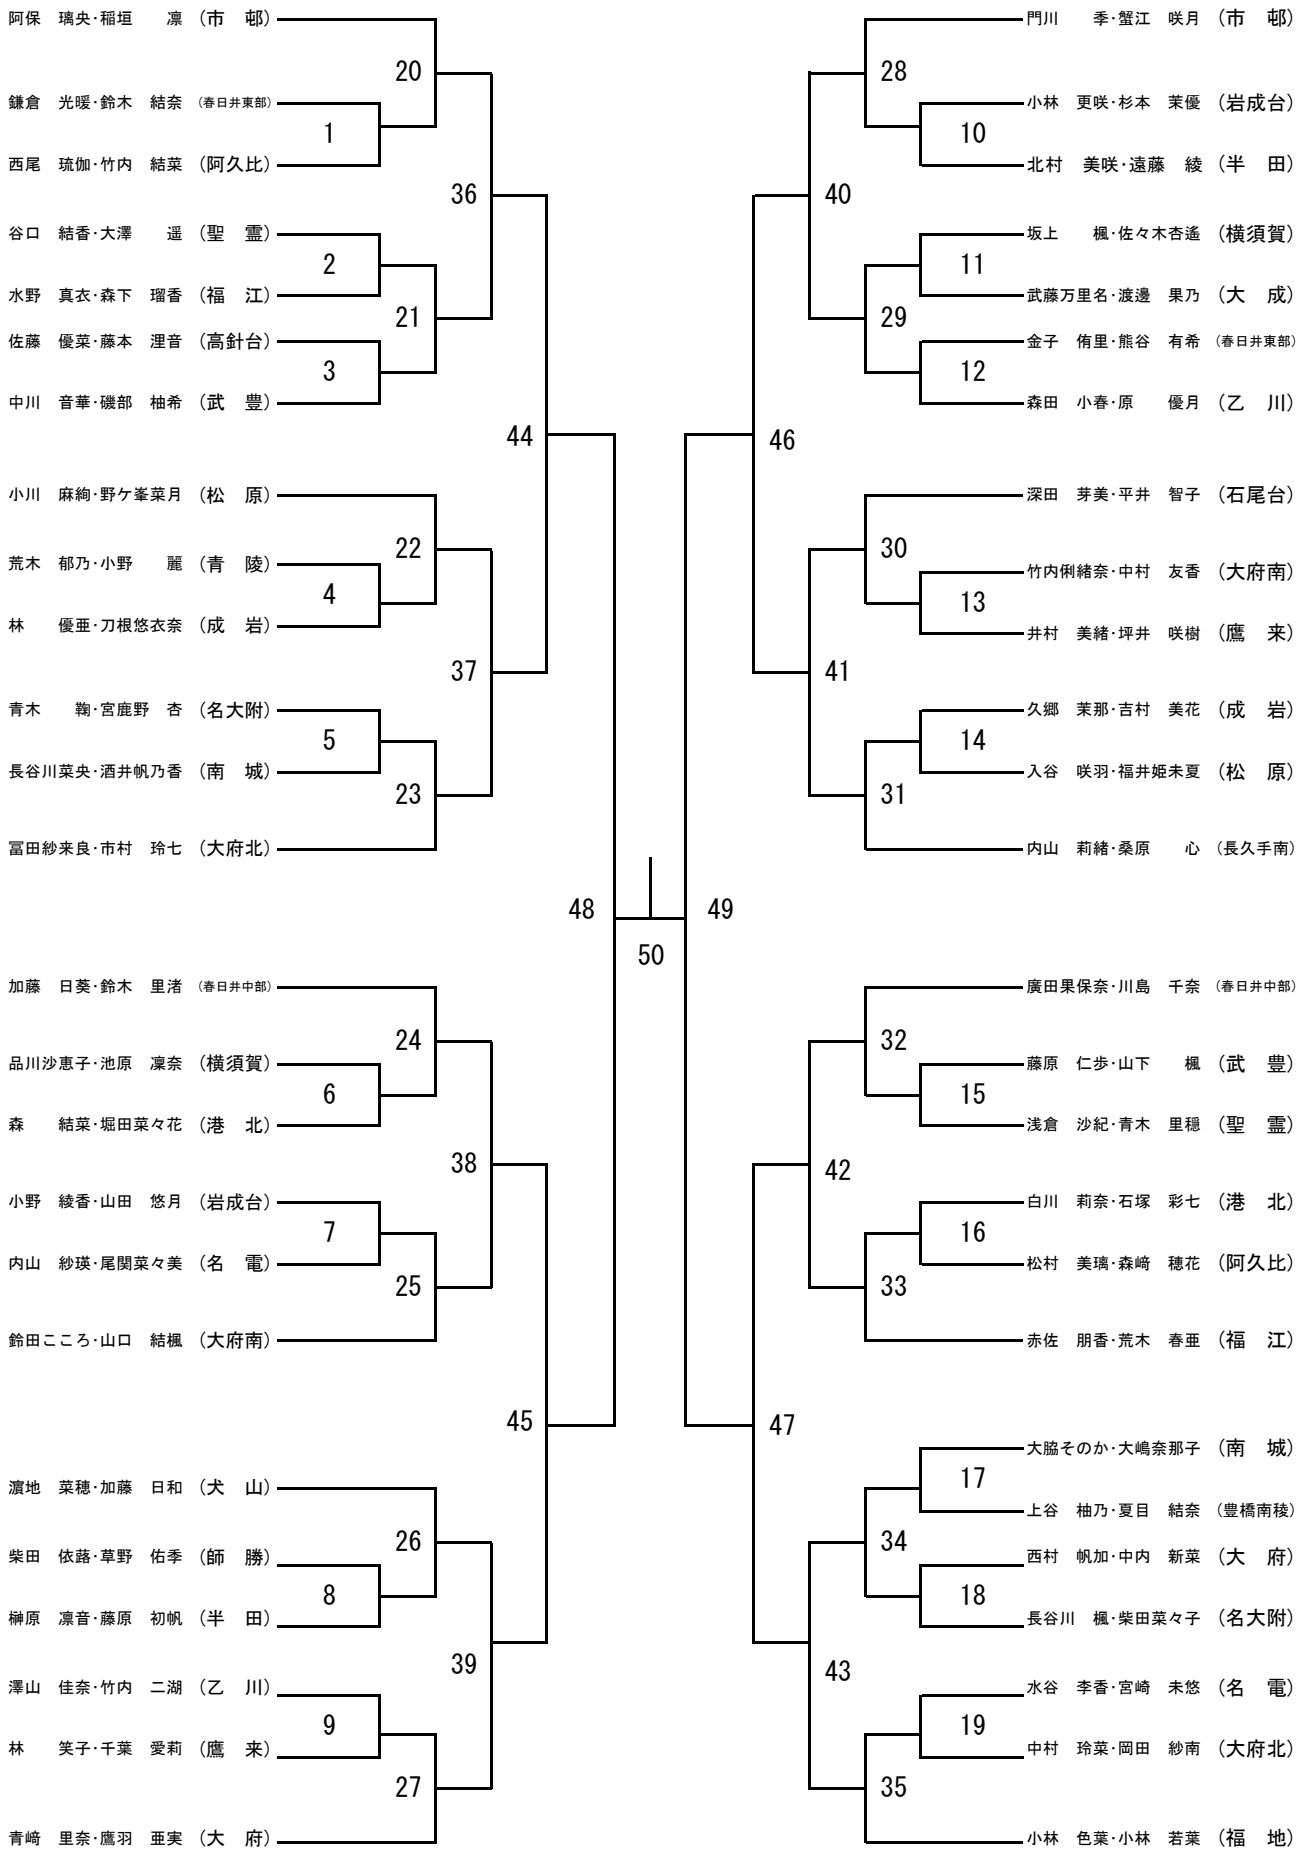 阿保　璃央・稲垣　　凛　（市　邨）
20
鎌倉　光暖・鈴木　結奈　（春日井東部）
1
西尾　琉伽・竹内　結菜　（阿久比）
36
谷口　結香・大澤　　遥　（聖　霊）
2
水野　真衣・森下　瑠香　（福　江）
21
佐藤　優菜・藤本　浬音　（高針台）
3
中川　音華・磯部　柚希　（武　豊）
44
小川　麻絢・野ケ峯菜月　（松　原）
22
荒木　郁乃・小野　　麗　（青　陵）
4
林　　優亜・刀根悠衣奈　（成　岩）
37
青木　　鞠・宮鹿野　杏　（名大附）
5
長谷川菜央・酒井帆乃香　（南　城）
23
冨田紗来良・市村　玲七　（大府北）
48
50
加藤　日葵・鈴木　里渚　（春日井中部）
24
品川沙恵子・池原　凜奈　（横須賀）
6
森　　結菜・堀田菜々花　（港　北）
38
小野　綾香・山田　悠月　（岩成台）
7
内山　紗瑛・尾関菜々美　（名　電）
25
鈴田こころ・山口　結楓　（大府南）
45
濵地　菜穂・加藤　日和　（犬　山）
26
柴田　依蕗・草野　佑季　（師　勝）
8
榊原　凛音・藤原　初帆　（半　田）
39
澤山　佳奈・竹内　二湖　（乙　川）
9
林　　笑子・千葉　愛莉　（鷹　来）
27
青﨑　里奈・鷹羽　亜実　（大　府）
門川　　季・蟹江　咲月　（市　邨）
28
小林　更咲・杉本　茉優　（岩成台）
10
北村　美咲・遠藤　綾　（半　田）
40
坂上　　楓・佐々木杏遙　（横須賀）
11
武藤万里名・渡邊　果乃　（大　成）
29
金子　侑里・熊谷　有希　（春日井東部）
12
森田　小春・原　　優月　（乙　川）
46
深田　芽美・平井　智子　（石尾台）
30
竹内俐緒奈・中村　友香　（大府南）
13
井村　美緒・坪井　咲樹　（鷹　来）
41
久郷　茉那・吉村　美花　（成　岩）
14
入谷　咲羽・福井姫未夏　（松　原）
31
内山　莉緒・桑原　　心　（長久手南）
49
廣田果保奈・川島　千奈　（春日井中部）
32
藤原　仁歩・山下　　楓　（武　豊）
15
浅倉　沙紀・青木　里穏　（聖　霊）
42
白川　莉奈・石塚　彩七　（港　北）
16
松村　美璃・森﨑　穂花　（阿久比）
33
赤佐　朋香・荒木　春亜　（福　江）
47
大脇そのか・大嶋奈那子　（南　城）
17
上谷　柚乃・夏目　結奈　（豊橋南稜）
34
西村　帆加・中内　新菜　（大　府）
18
長谷川　楓・柴田菜々子　（名大附）
43
水谷　李香・宮崎　未悠　（名　電）
19
中村　玲菜・岡田　紗南　（大府北）
35
小林　色葉・小林　若葉　（福　地）